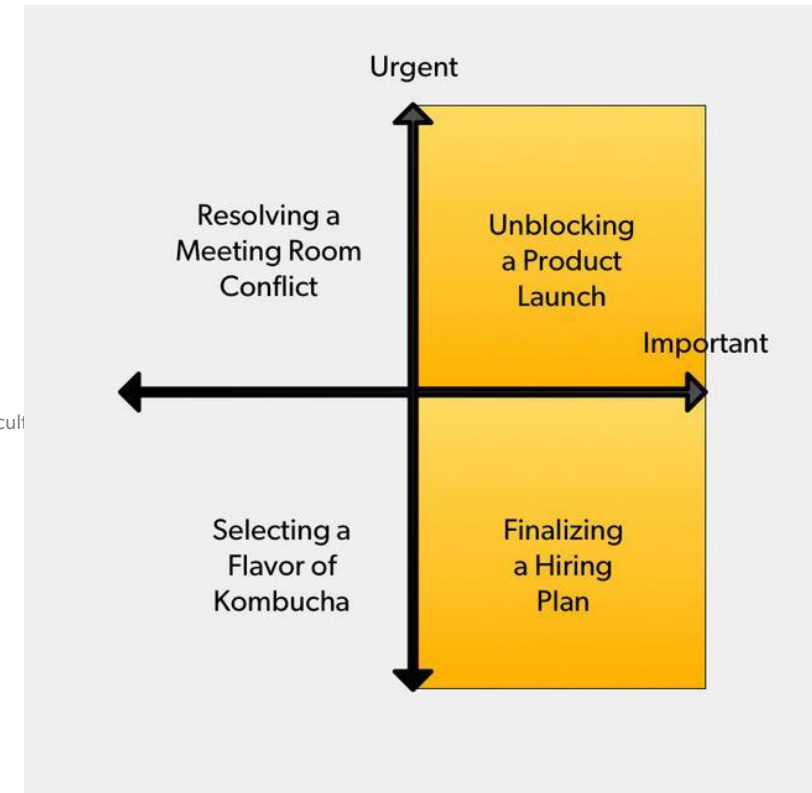 Urgent
Resolving a
Meeting Room
Conflict
Unblocking
a Product
Launch
Important
Selecting a
Flavor of
Kombucha
Finalizing
a Hiring
Plan